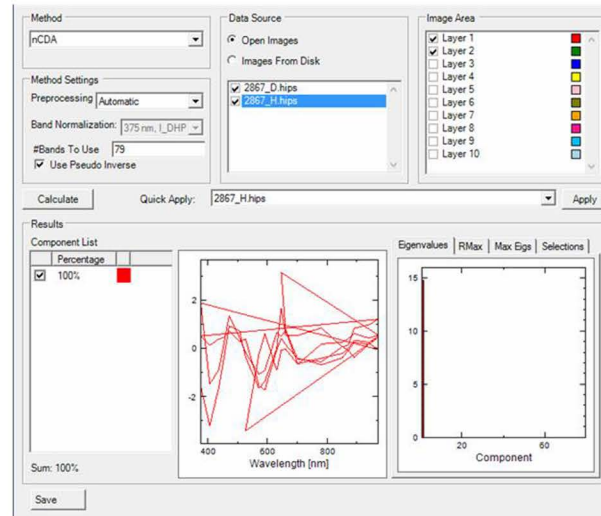 Method
nCDA
Method Settings
Preprocessing Automatic
Band Normalization: 375 nm, I_DHP
#Bands To Use 79
Use Pseudo Inverse
Data Source
Open Images
Images From Disk
2867_D.hips
2867_H.hips
Image Area
Layer 1
Layer 2
Layer 3
Layer 4
Layer 5
Layer 6
Layer 7
Layer 8
Layer 9
Layer 10
Calculate
Quick Apply: 2867_H.hips
Apply
Results
Component List
Percentage
100%
Sum: 100%
2
0
-2
400 600 800
Wavelength [nm]
Eigenvalues RMax Max Eigs Selections
15
10
5
0
20 60
Component
Save